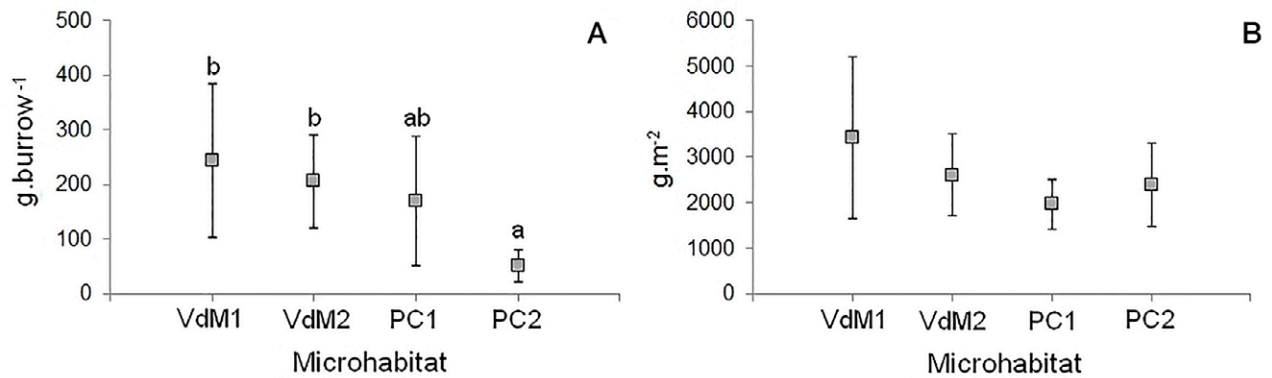 A
g.burrow⁻¹
500
400
300
200
100
0
b
b
ab
a
VdM1 VdM2 PC1 PC2
Microhabitat
B
g.m⁻²
6000
5000
4000
3000
2000
1000
0
VdM1 VdM2 PC1 PC2
Microhabitat